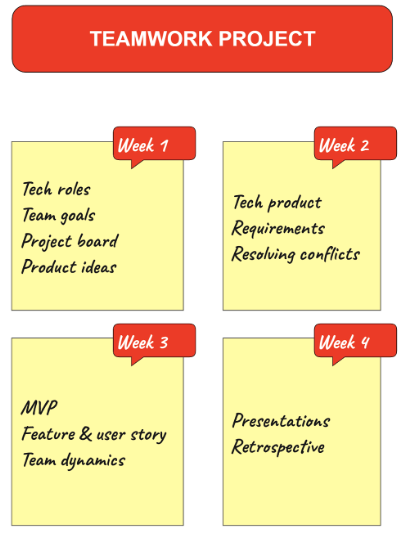 TEAMWORK PROJECT
Week 1
Tech roles
Team goals
Project board
Product ideas
Week 2
Tech product
Requirements
Resolving conflicts
Week 3
MVP
Feature & user story
Team dynamics
Week 4
Presentations
Retrospective